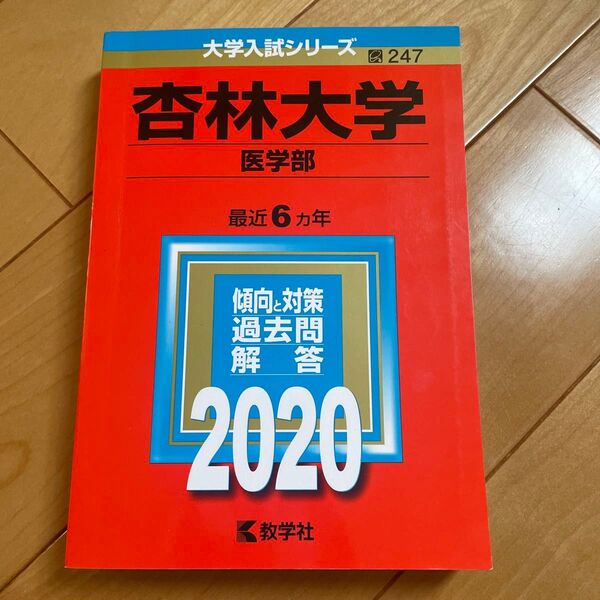 大学入試シリーズ
247
杏林大学
医学部
最近6ヵ年
傾向と対策
過去問
解答
2020
教学社